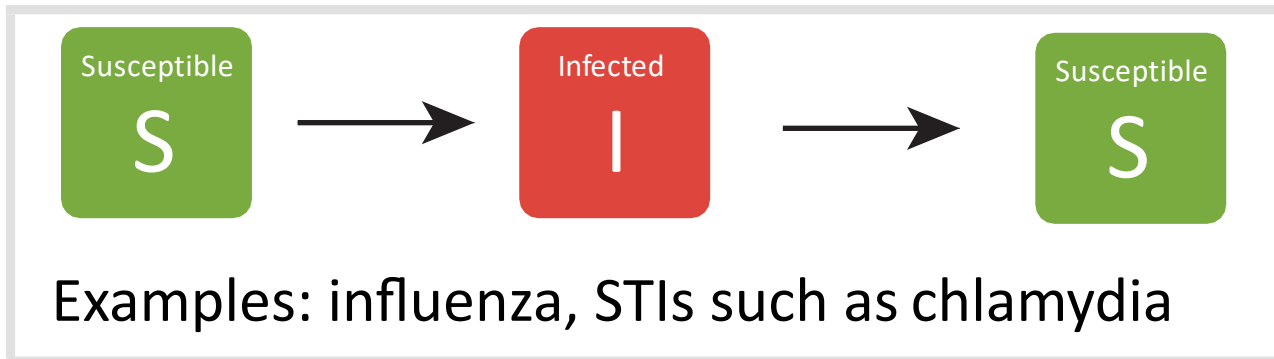 Susceptible
S
Infected
I
Susceptible
S
Examples: influenza, STIs such as chlamydia